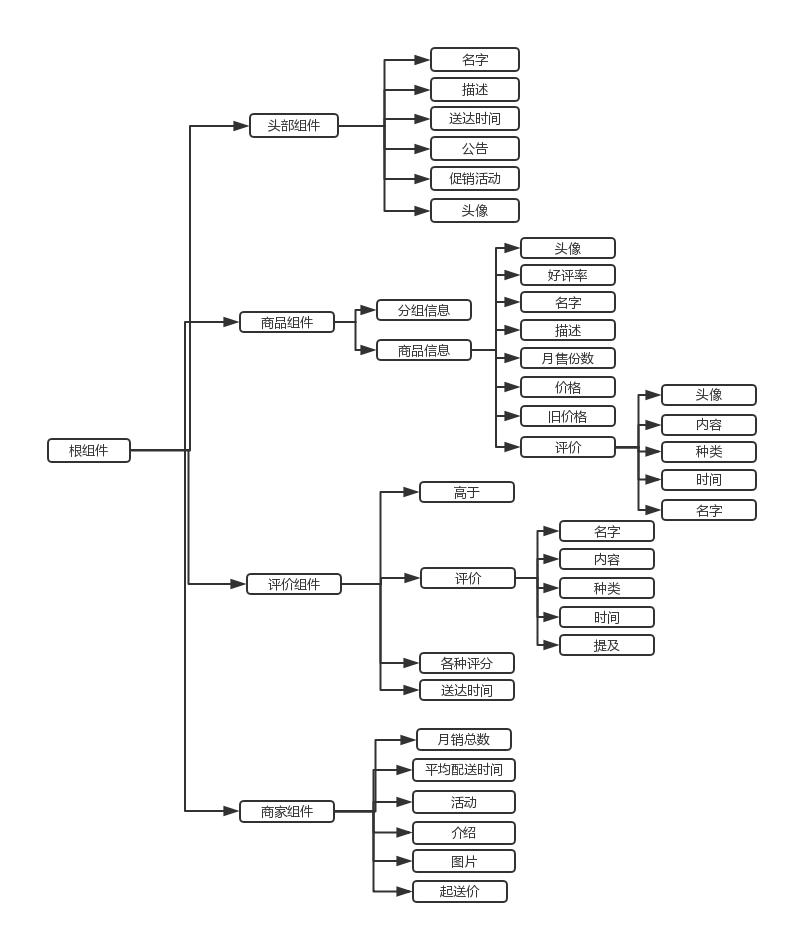 名字
描述
头部组件
送达时间
公告
促销活动
头像
头像
好评率
分组信息
名字
商品组件
描述
商品信息
月售份数
价格
头像
旧价格
内容
根组件
评价
种类
时间
高于
名字
名字
内容
评价
评价组件
种类
时间
提及
各种评分
送达时间
月销总数
平均配送时间
活动
商家组件
介绍
图片
起送价